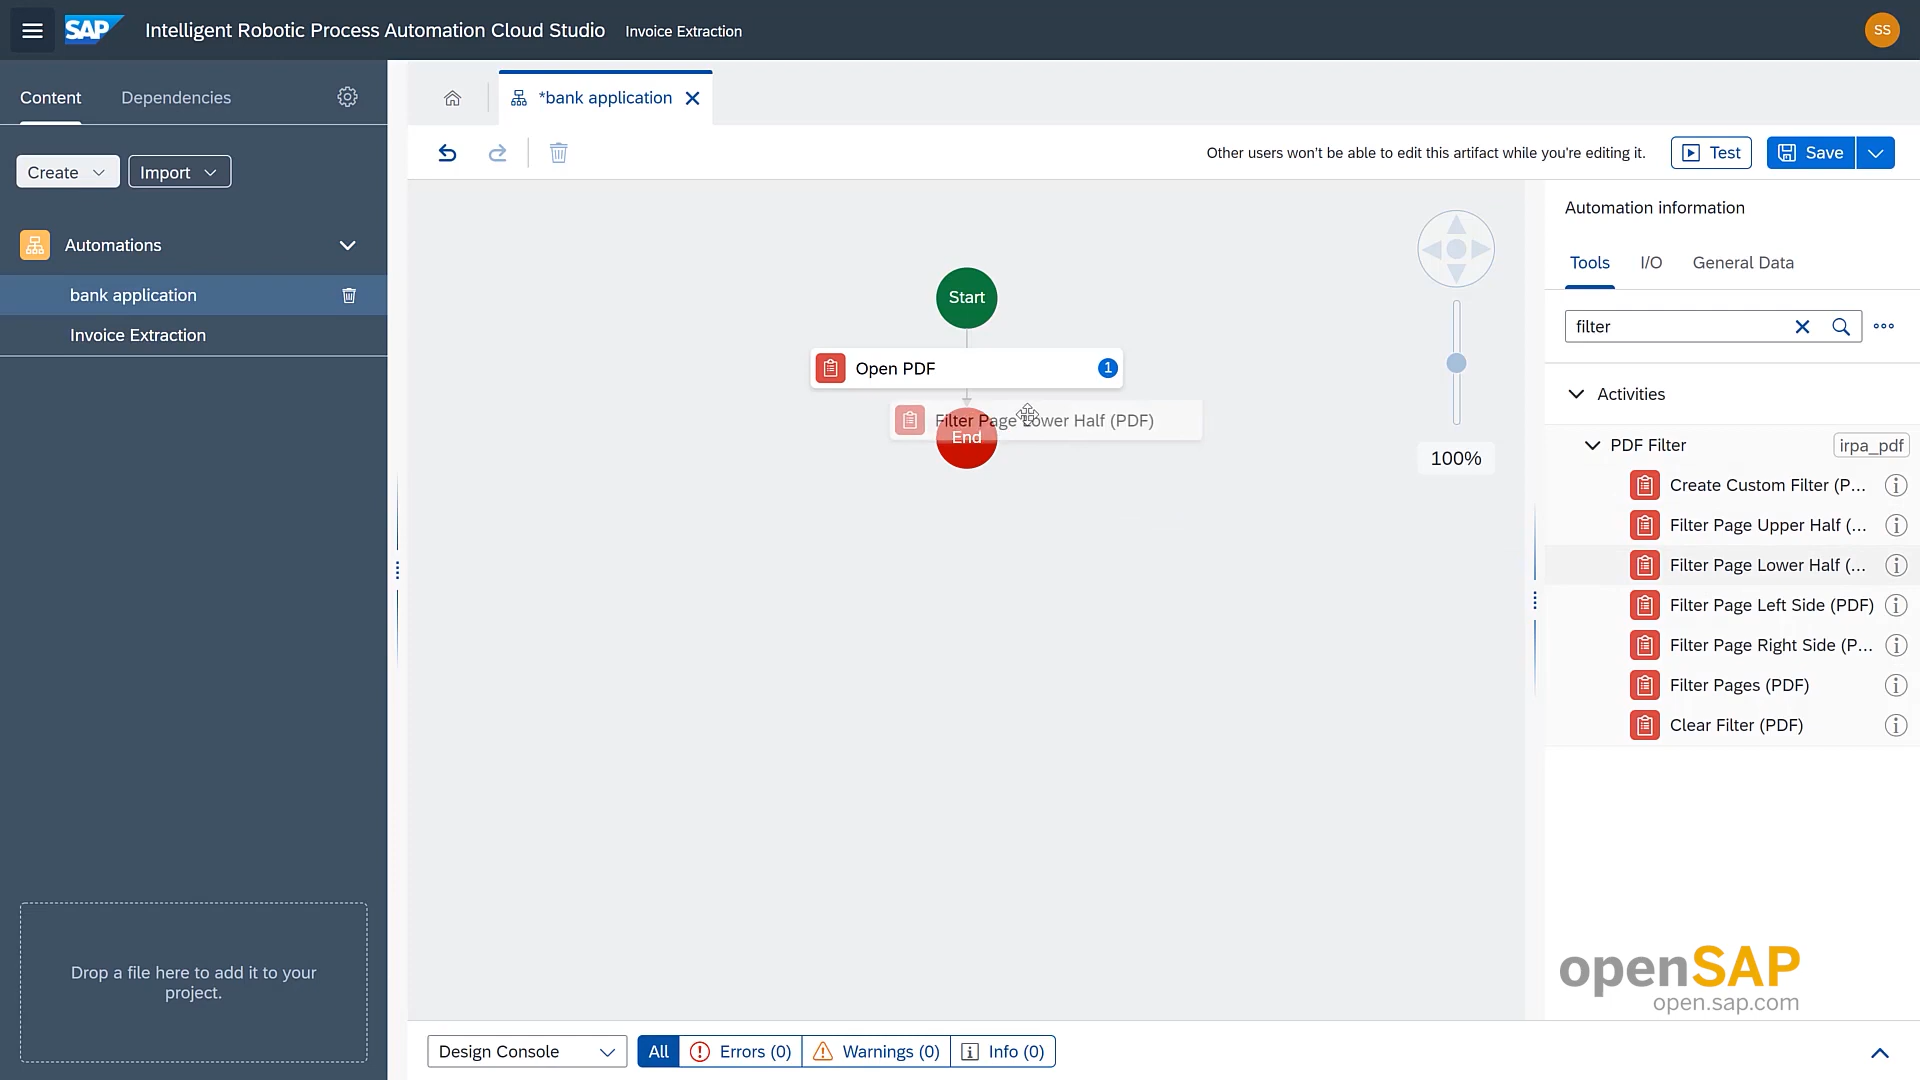 SAP Intelligent Robotic Process Automation Cloud Studio Invoice Extraction SS
Content Dependencies
*bank application
Other users won't be able to edit this artifact while you're editing it. Test Save
Create Import
Automations
bank application
Invoice Extraction
Drop a file here to add it to your
project.
Start
Open PDF 1
Filter Page Lower Half (PDF)
End
100%
Automation information
Tools I/O General Data
filter
Activities
PDF Filter irpa_pdf
Create Custom Filter (P...
Filter Page Upper Half (...
Filter Page Lower Half (...
Filter Page Left Side (PDF)
Filter Page Right Side (P...
Filter Pages (PDF)
Clear Filter (PDF)
openSAP
open.sap.com
Design Console All Errors (0) Warnings (0) Info (0)